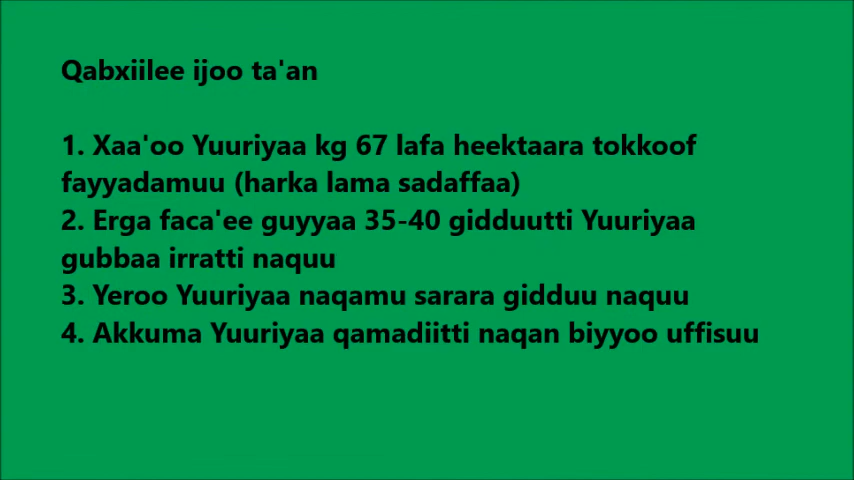 Qabxiilee ijoo ta'an
1. Xaa'oo Yuuriyaa kg 67 lafa heektaara tokkoof
fayyadamuu (harka lama sadaffaa)
2. Erga faca'ee guyyaa 35-40 gidduutti Yuuriyaa
gubbaa irratti naquu
3. Yeroo Yuuriyaa naqamu sarara gidduu naquu
4. Akkuma Yuuriyaa qamadiitti naqan biyyoo uffisuu